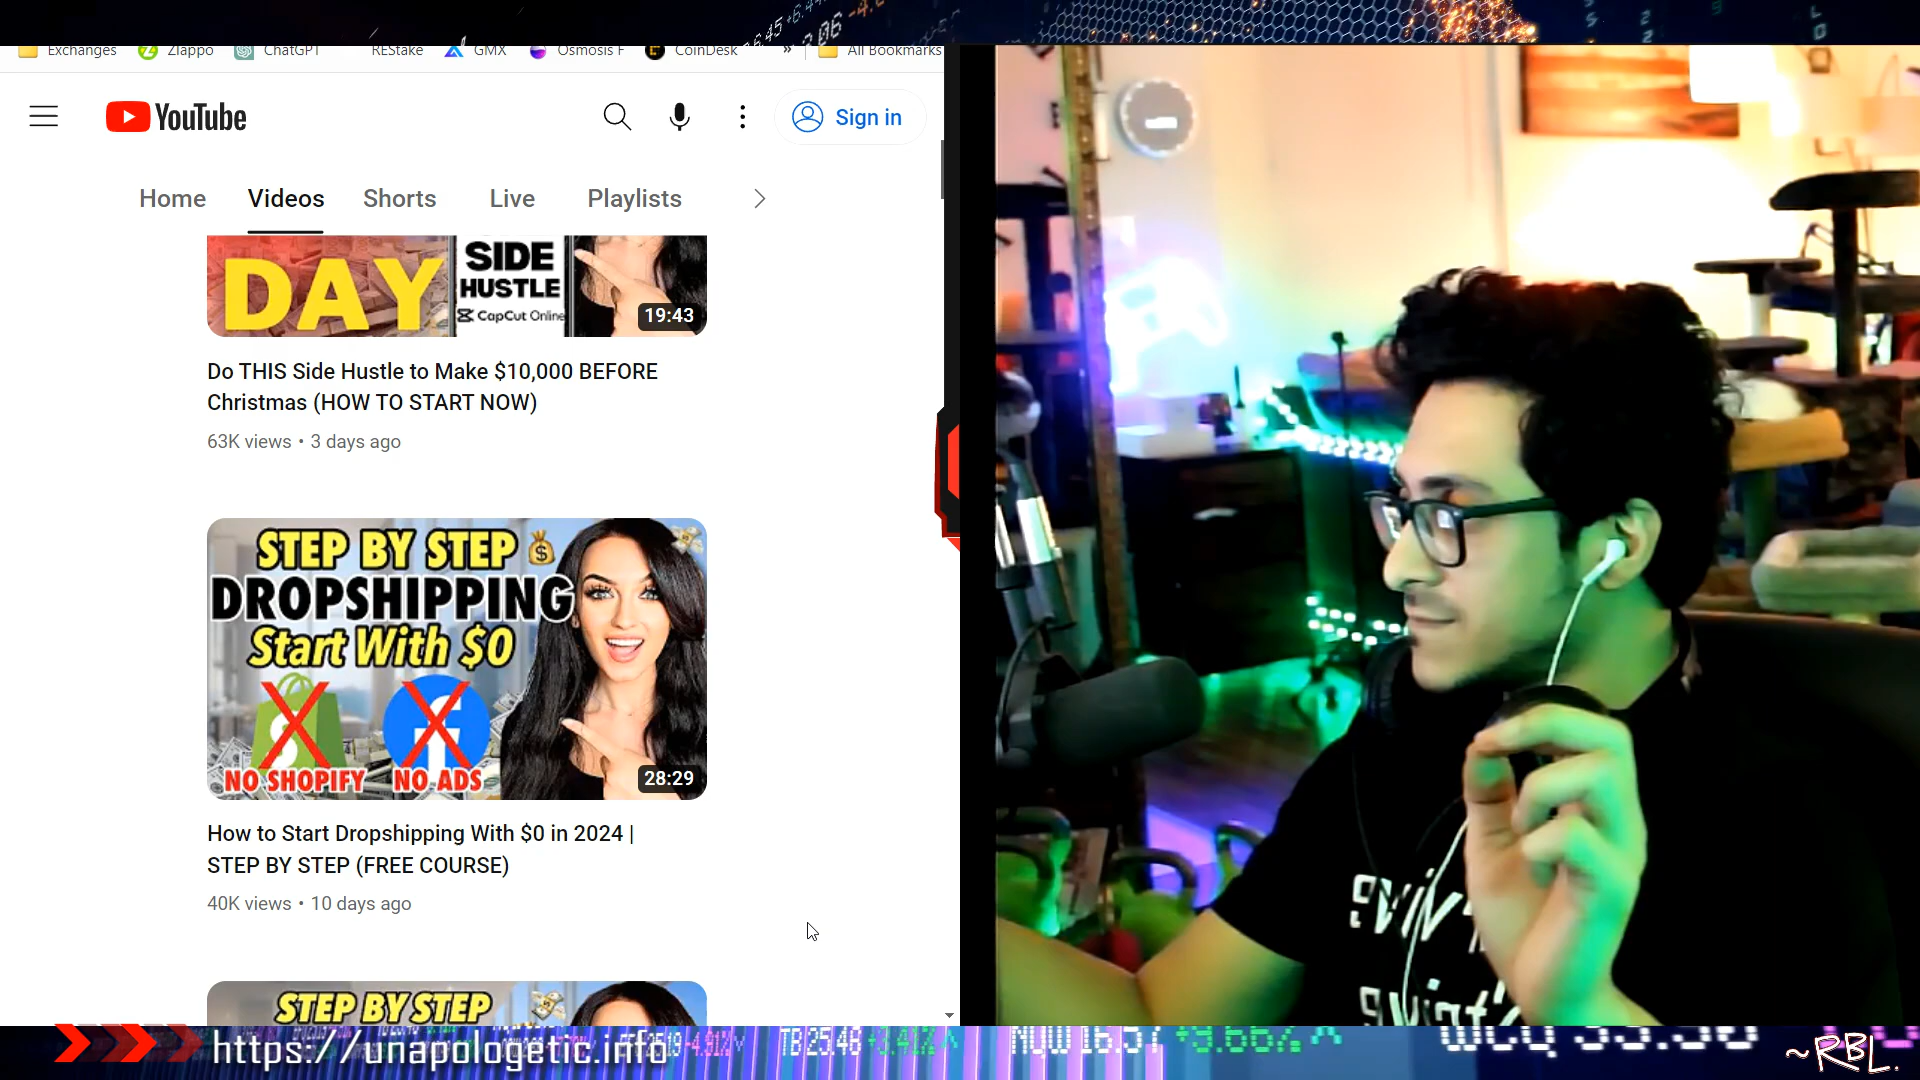 Exchanges Zlappo ChatGPT REStake GMX Osmosis F CoinDesk » All Bookmarks
YouTube
Sign in
Home Videos Shorts Live Playlists
DAY
SIDE
HUSTLE
CapCut Online
19:43
Do THIS Side Hustle to Make $10,000 BEFORE
Christmas (HOW TO START NOW)
63K views • 3 days ago
STEP BY STEP
DROPSHIPPING
Start With $0
NO SHOPIFY NO ADS
28:29
How to Start Dropshipping With $0 in 2024 |
STEP BY STEP (FREE COURSE)
40K views • 10 days ago
STEP BY STEP
https://unapologetic.info
~RBL.